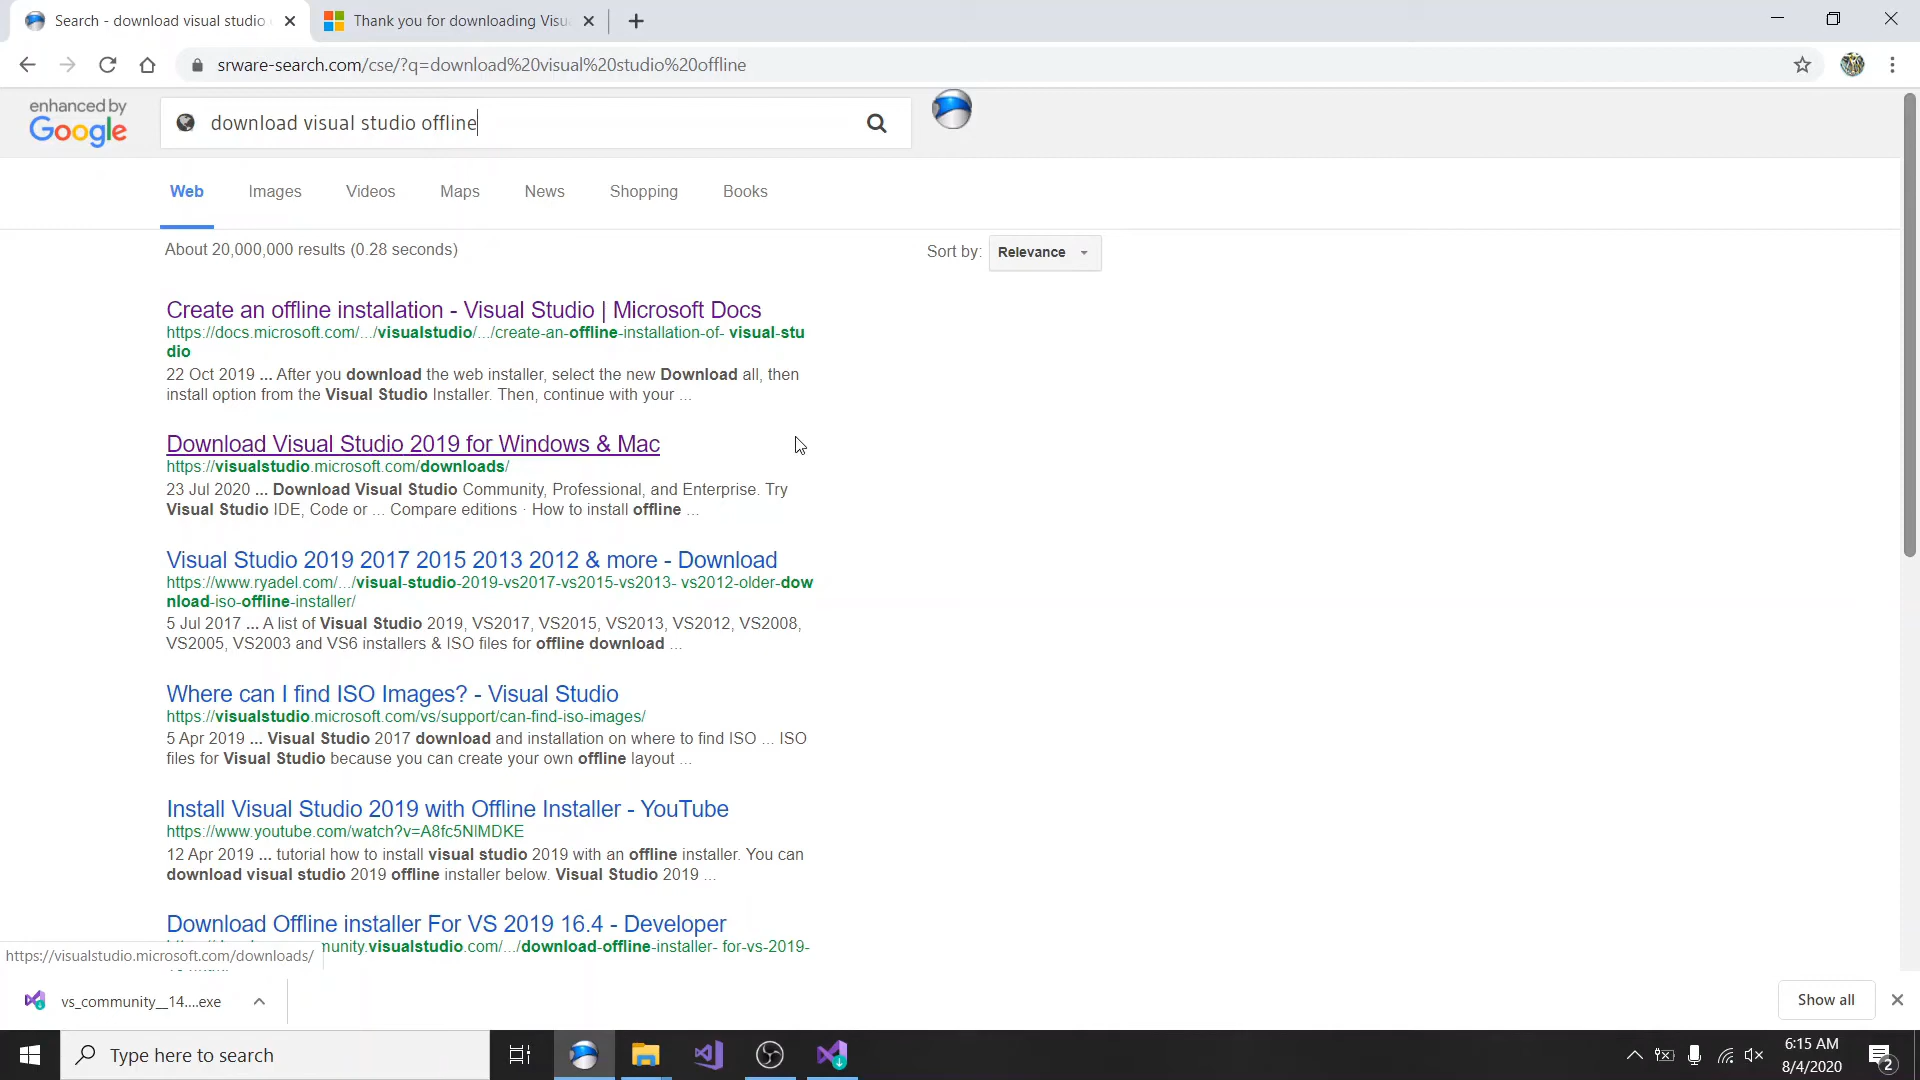 Search - download visual studio
Thank you for downloading Visu
srware-search.com/cse/?q=download%20visual%20studio%20offline
enhanced by
Google
download visual studio offline
Web
Images
Videos
Maps
News
Shopping
Books
About 20,000,000 results (0.28 seconds)
Sort by:
Relevance
Create an offline installation - Visual Studio | Microsoft Docs
https://docs.microsoft.com/.../visualstudio/.../create-an-offline-installation-of- visual-stu
dio
22 Oct 2019 ... After you download the web installer, select the new Download all, then
install option from the Visual Studio Installer. Then, continue with your ...
Download Visual Studio 2019 for Windows & Mac
https://visualstudio.microsoft.com/downloads/
23 Jul 2020 ... Download Visual Studio Community, Professional, and Enterprise. Try
Visual Studio IDE, Code or ... Compare editions · How to install offline ...
Visual Studio 2019 2017 2015 2013 2012 & more - Download
https://www.ryadel.com/.../visual-studio-2019-vs2017-vs2015-vs2013- vs2012-older-dow
nload-iso-offline-installer/
5 Jul 2017 ... A list of Visual Studio 2019, VS2017, VS2015, VS2013, VS2012, VS2008,
VS2005, VS2003 and VS6 installers & ISO files for offline download ...
Where can I find ISO Images? - Visual Studio
https://visualstudio.microsoft.com/vs/support/can-find-iso-images/
5 Apr 2019 ... Visual Studio 2017 download and installation on where to find ISO ... ISO
files for Visual Studio because you can create your own offline layout ...
Install Visual Studio 2019 with Offline Installer - YouTube
https://www.youtube.com/watch?v=A8fc5NlMDKE
12 Apr 2019 ... tutorial how to install visual studio 2019 with an offline installer. You can
download visual studio 2019 offline installer below. Visual Studio 2019 ...
Download Offline installer For VS 2019 16.4 - Developer
munity.visualstudio.com/.../download-offline-installer- for-vs-2019-
https://visualstudio.microsoft.com/downloads/
vs_community__14....exe
Show all
Type here to search
6:15 AM
8/4/2020
2